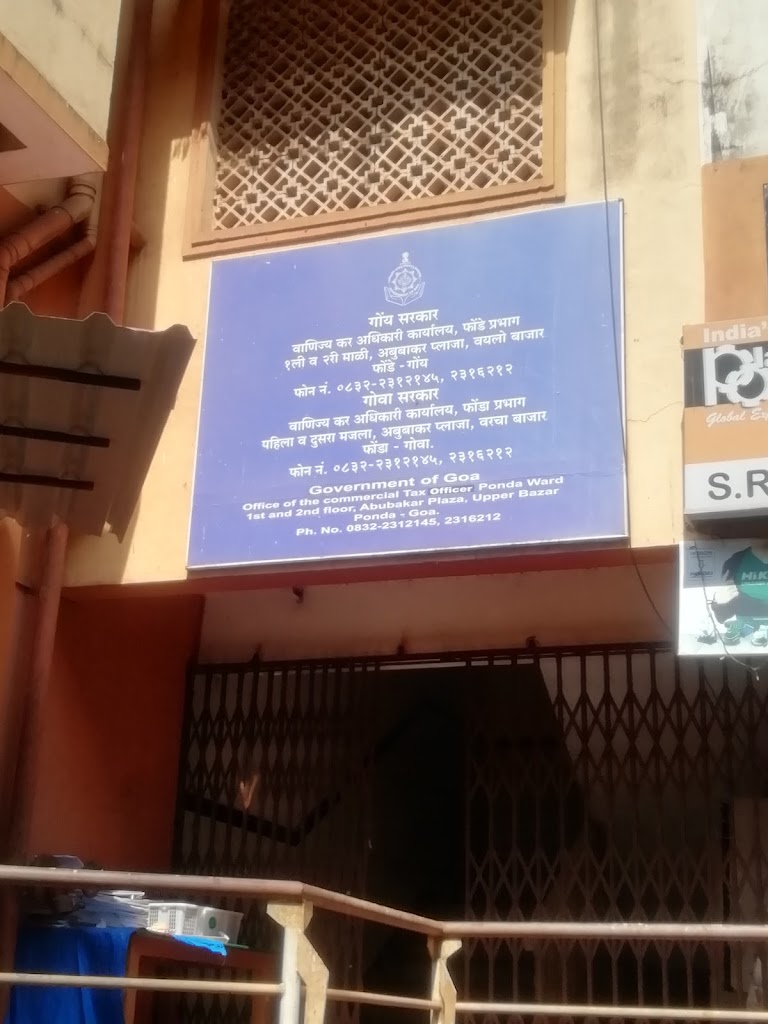 गोंय सरकार
वाणिज्य कर अधिकारी कार्यालय, फोंडे प्रभाग
१ली व २री माळी, अबुबाकर प्लाजा, वयलो बाजार
फोंडे - गोंय
फोन नं. ०८३२-२३१२१४५, २३१६२१२
गोवा सरकार
वाणिज्य कर अधिकारी कार्यालय, फोंडा प्रभाग
पहिला व दुसरा मजला, अबुबाकर प्लाजा, वरचा बाजार
फोंडा - गोवा.
फोन नं. ०८३२-२३१२१४५, २३१६२१२
Government of Goa
Office of the commercial Tax Officer Ponda Ward
1st and 2nd floor, Abubakar Plaza, Upper Bazar
Ponda - Goa.
Ph. No. 0832-2312145, 2316212
India's
Global
S.R